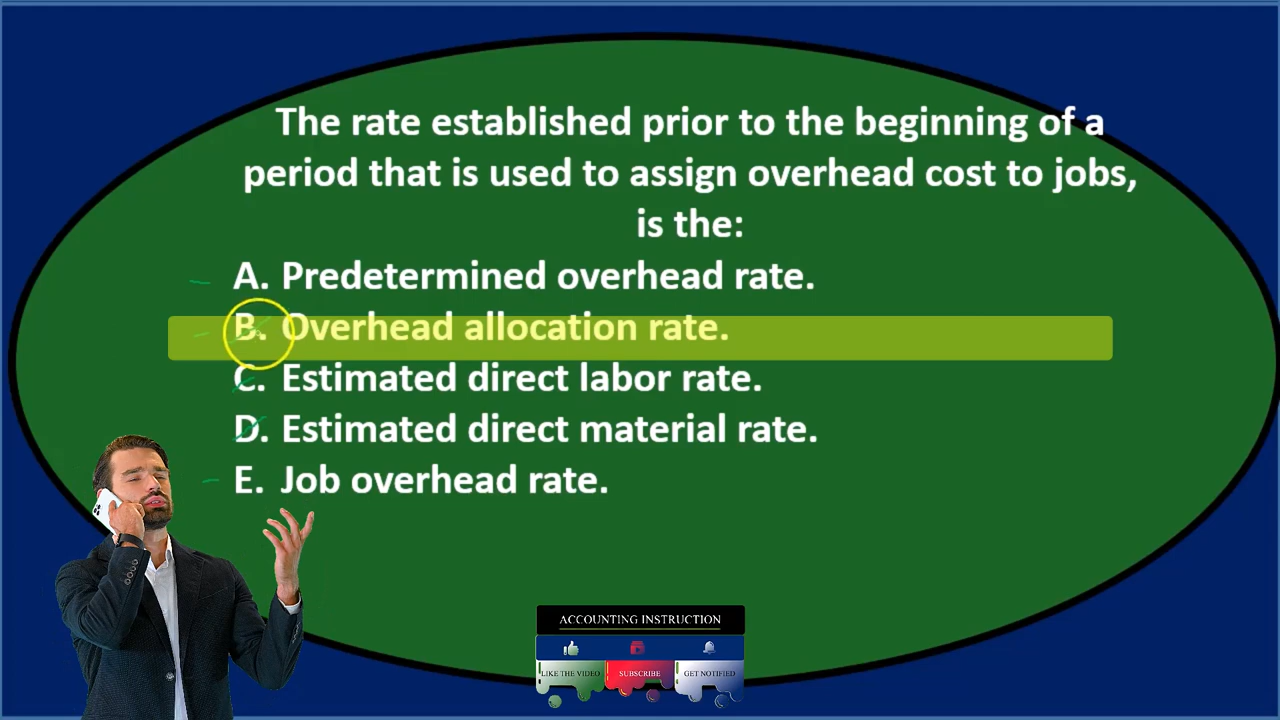 The rate established prior to the beginning of a
period that is used to assign overhead cost to jobs,
is the:
A. Predetermined overhead rate.
B. Overhead allocation rate.
C. Estimated direct labor rate.
D. Estimated direct material rate.
E. Job overhead rate.
ACCOUNTING INSTRUCTION
LIKE THE VIDEO SUBSCRIBE GET NOTIFIED